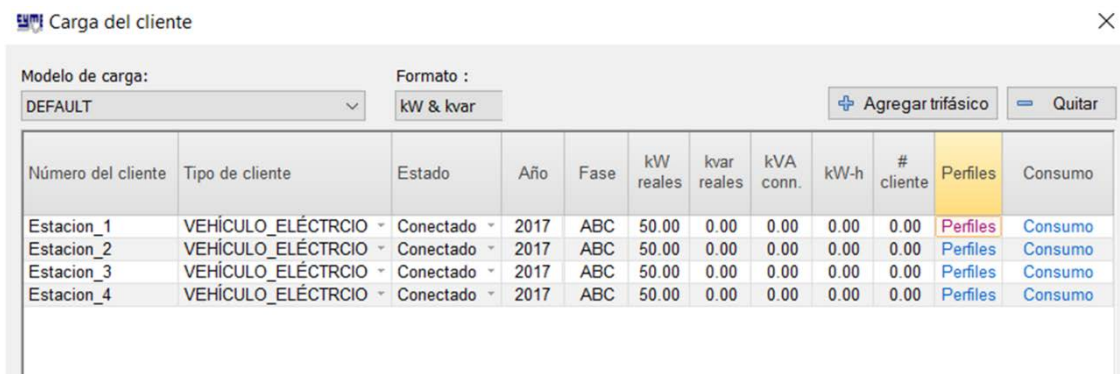 CYME Carga del cliente
Modelo de carga: Formato :
DEFAULT kW & kvar Agregar trifásico Quitar
Número del cliente Tipo de cliente Estado Año Fase kW reales kvar reales kVA conn. kW-h # cliente Perfiles Consumo
Estacion_1 VEHÍCULO_ELÉCTRCIO Conectado 2017 ABC 50.00 0.00 0.00 0.00 0.00 Perfiles Consumo
Estacion_2 VEHÍCULO_ELÉCTRCIO Conectado 2017 ABC 50.00 0.00 0.00 0.00 0.00 Perfiles Consumo
Estacion_3 VEHÍCULO_ELÉCTRCIO Conectado 2017 ABC 50.00 0.00 0.00 0.00 0.00 Perfiles Consumo
Estacion_4 VEHÍCULO_ELÉCTRCIO Conectado 2017 ABC 50.00 0.00 0.00 0.00 0.00 Perfiles Consumo